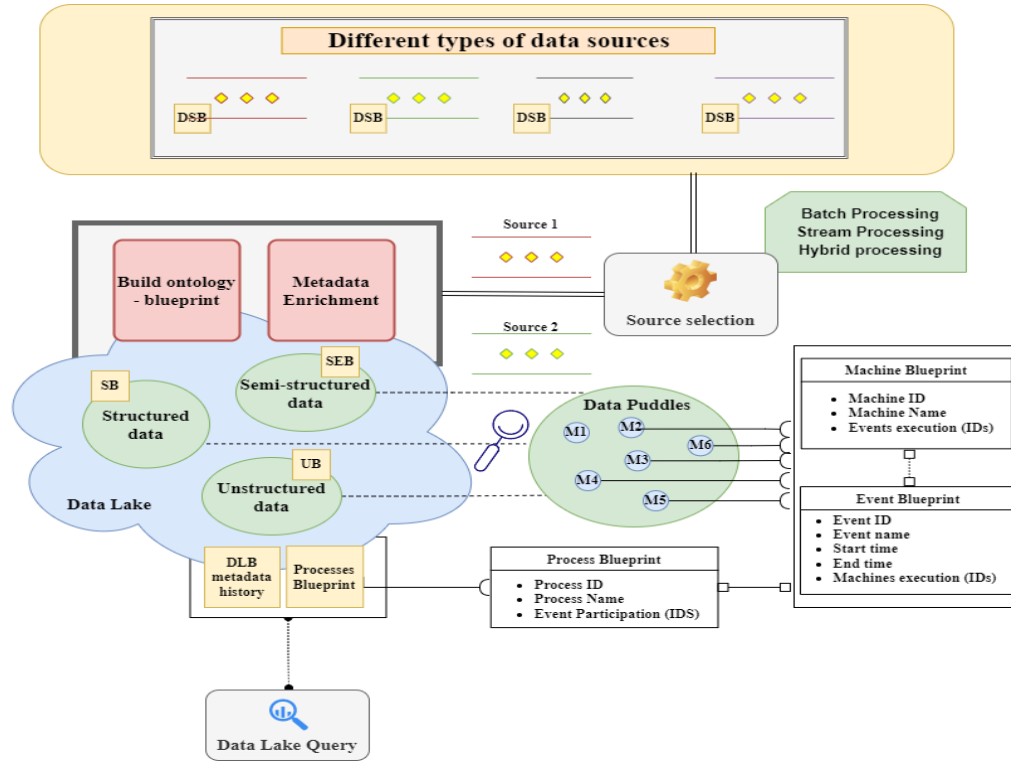 Different types of data sources
DSB
DSB
DSB
DSB
Batch Processing
Stream Processing
Hybrid processing
Source 1
Build ontology
- blueprint
Metadata
Enrichment
Source selection
Source 2
SEB
Semi-structured
data
SB
Structured
data
UB
Unstructured
data
Data Lake
Data Puddles
M1
M2
M6
M3
M4
M5
Machine Blueprint
• Machine ID
• Machine Name
• Events execution (IDs)
Event Blueprint
• Event ID
• Event name
• Start time
• End time
• Machines execution (IDs)
DLB
metadata
history
Processes
Blueprint
Process Blueprint
• Process ID
• Process Name
• Event Participation (IDS)
Data Lake Query